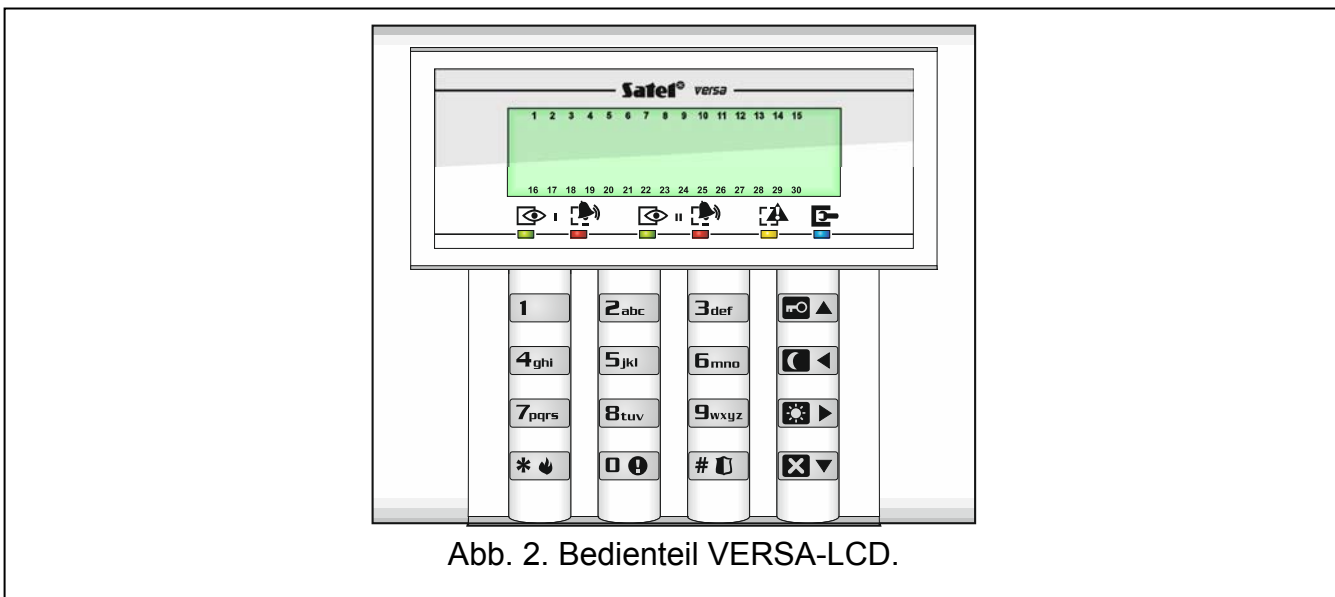 Satel® versa
1 2 3 4 5 6 7 8 9 10 11 12 13 14 15
16 17 18 19 20 21 22 23 24 25 26 27 28 29 30
I II
1 2abc 3def
4ghi 5jkl 6mno
7pqrs 8tuv 9wxyz
* 0 #
Abb. 2. Bedienteil VERSA-LCD.